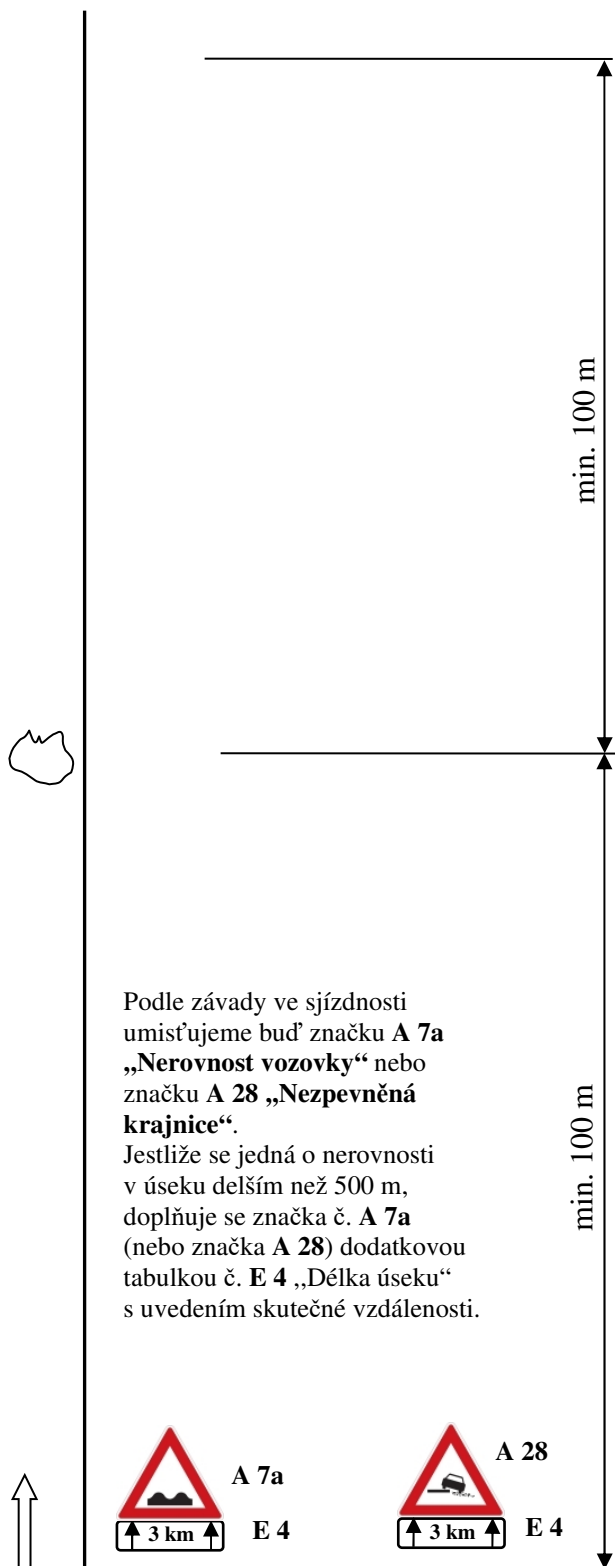 min. 100 m
Podle závady ve sjízdnosti
umisťujeme buď značku A 7a
„Nerovnost vozovky“ nebo
značku A 28 „Nezpevněná
krajnice“.
Jestliže se jedná o nerovnosti
v úseku delším než 500 m,
doplňuje se značka č. A 7a
(nebo značka A 28) dodatkovou
tabulkou č. E 4 „Délka úseku“
s uvedením skutečné vzdálenosti.
min. 100 m
A 7a
3 km
E 4
A 28
3 km
E 4